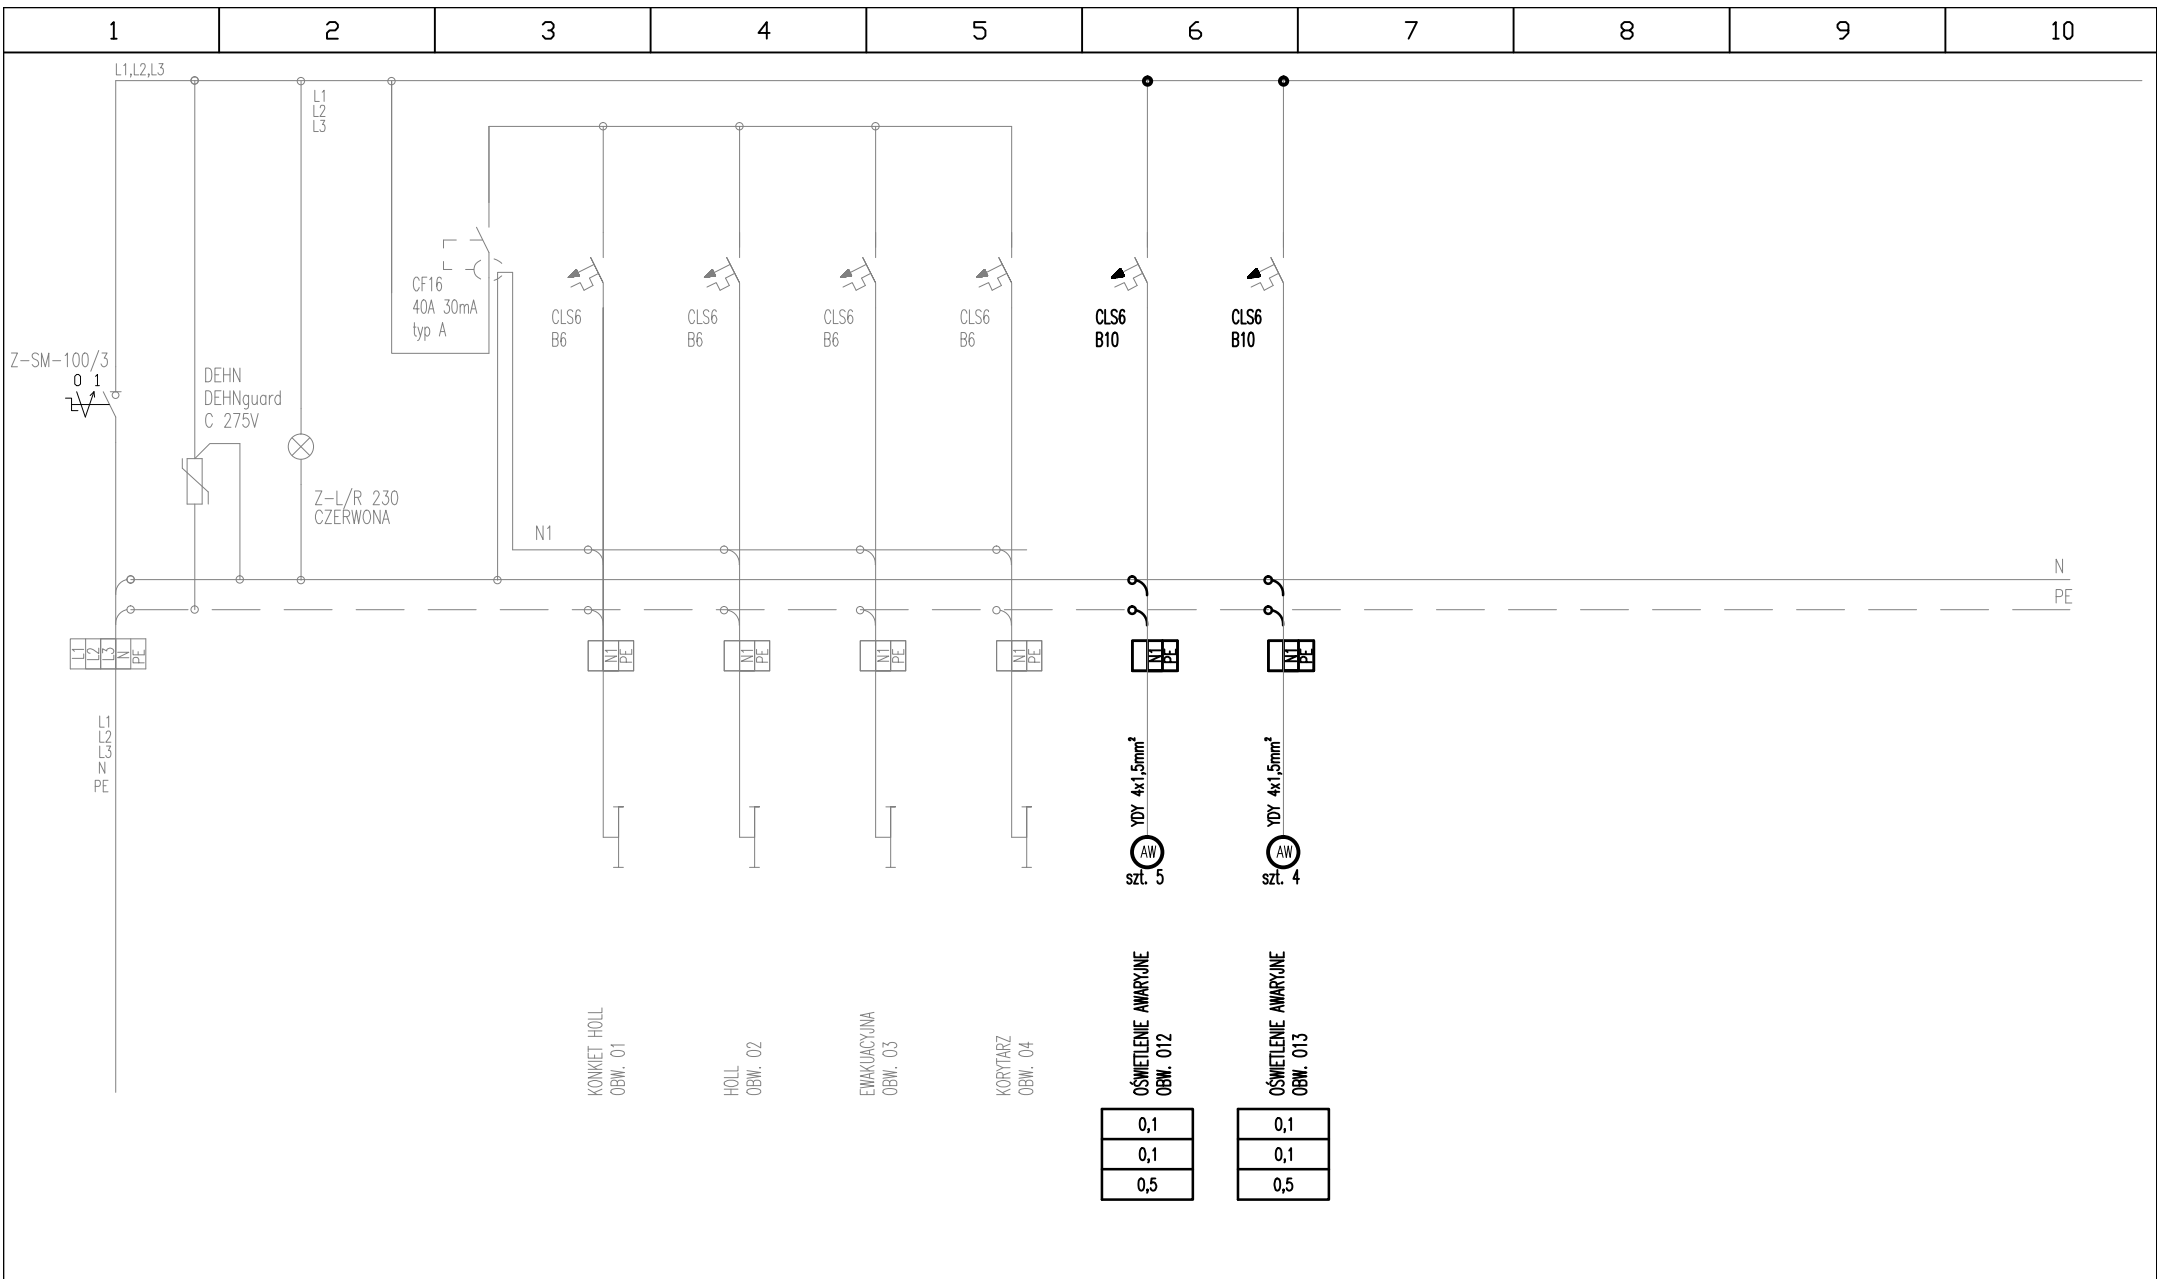 1 2 3 4 5 6 7 8 9 10
L1,L2,L3
L1
L2
L3
CF16
40A 30mA
typ A
CLS6
B6
CLS6
B6
CLS6
B6
CLS6
B6
CLS6
B10
CLS6
B10
Z-SM-100/3
0 1
DEHN
DEHNguard
C 275V
Z-L/R 230
CZERWONA
N1
N
PE
L1 L2 L3 N PE
N1 PE
N1 PE
N1 PE
N1 PE
N1 PE
N1 PE
L1
L2
L3
N
PE
YDY 4x1,5mm²
YDY 4x1,5mm²
AW
szt. 5
AW
szt. 4
KONKIET HOLL
OBW. 01
HOLL
OBW. 02
EWAKUACYJNA
OBW. 03
KORYTARZ
OBW. 04
OŚWIETLENIE AWARYJNE
OBW. 012
OŚWIETLENIE AWARYJNE
OBW. 013
0,1
0,1
0,5
0,1
0,1
0,5